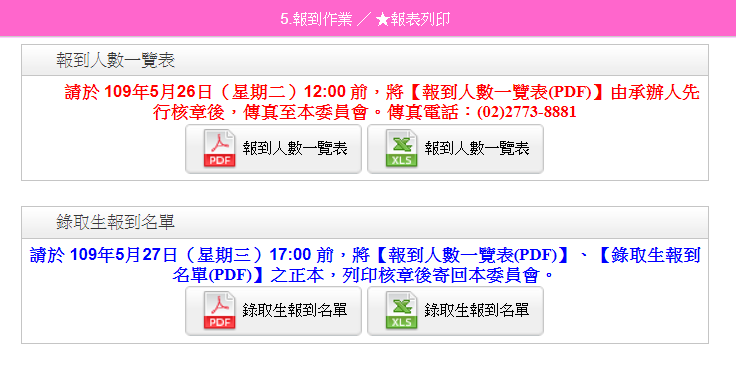 5.報到作業 ╱ ★報表列印
報到人數一覽表
請於 109年5月26日（星期二）12:00 前，將【報到人數一覽表(PDF)】由承辦人先
行核章後，傳真至本委員會。傳真電話：(02)2773-8881
PDF 報到人數一覽表 XLS 報到人數一覽表
錄取生報到名單
請於 109年5月27日（星期三）17:00 前，將【報到人數一覽表(PDF)】、【錄取生報到
名單(PDF)】之正本，列印核章後寄回本委員會。
PDF 錄取生報到名單 XLS 錄取生報到名單